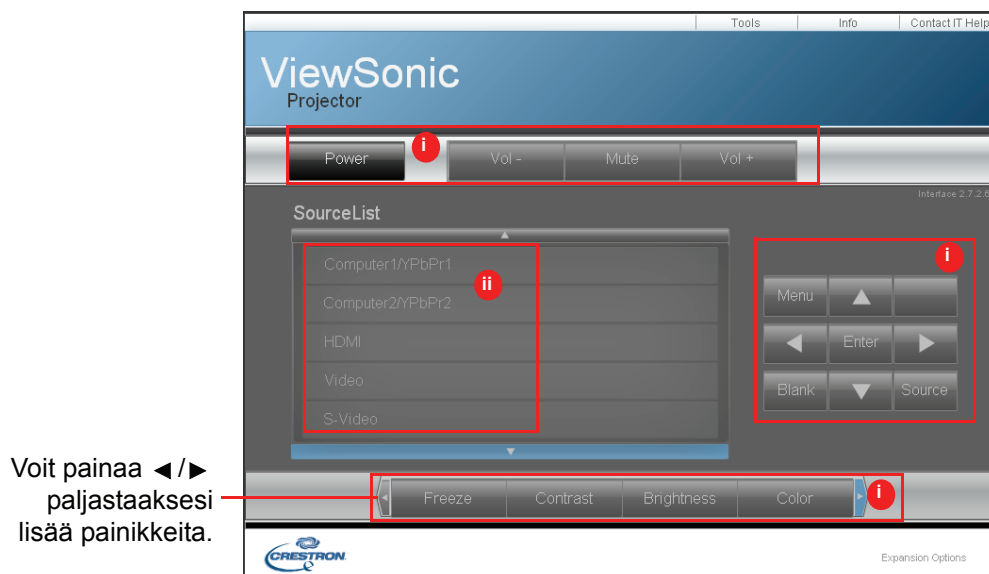 Tools Info Contact IT Help
ViewSonic
Projector
Power i Vol - Mute Vol +
Interface 2.7.2.6
SourceList
Computer1/YPbPr1
ii
Computer2/YPbPr2
HDMI
Video
S-Video
i
Menu
Enter
Blank Source
Voit painaa ◄ /►
paljastaaksesi
lisää painikkeita.
Freeze Contrast Brightness Color i
CRESTRON
Expansion Options